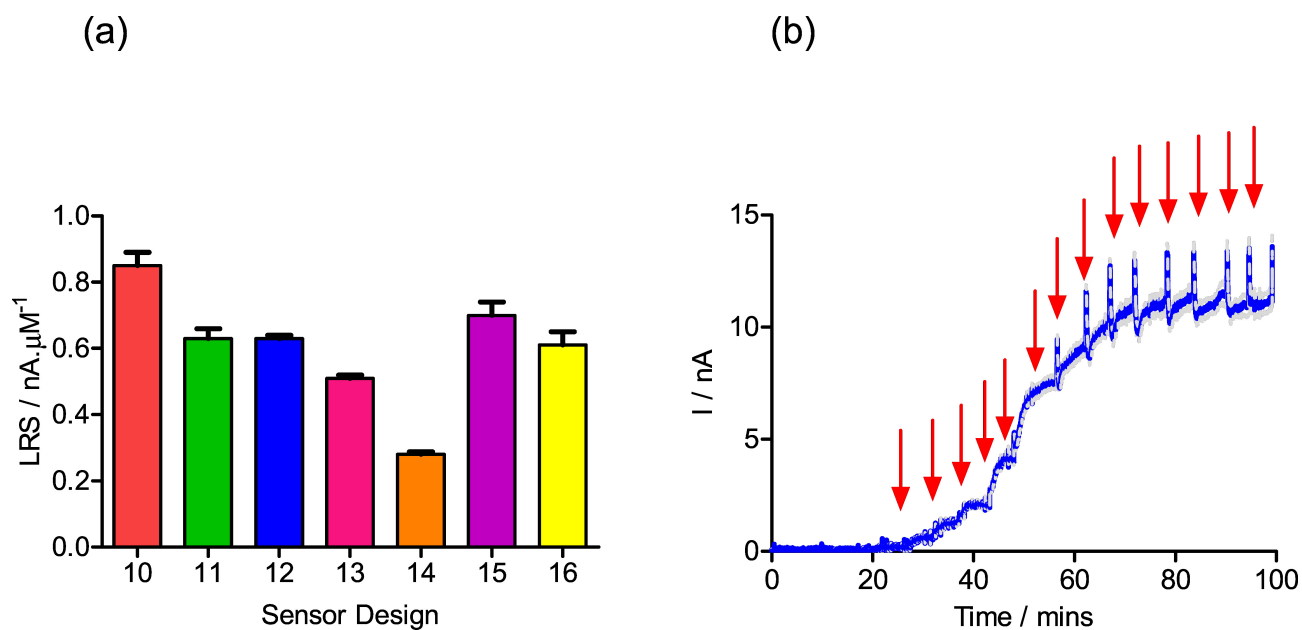 (a)
LRS / nA.µM⁻¹
1.0
0.8
0.6
0.4
0.2
0.0
10 11 12 13 14 15 16
Sensor Design
(b)
I / nA
15
10
5
0
0 20 40 60 80 100
Time / mins